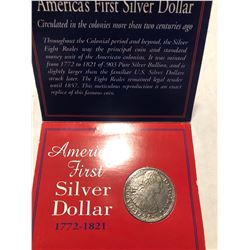 America's First Silver Dollar
Circulated in the colonies more than two centuries ago
Throughout the Colonial period and beyond, the Silver
Eight Reales was the principal coin and standard
money unit of the American colonists. It was minted
from 1772 to 1821 of .903 Pure Silver Bullion, and is
slightly larger than the familiar U.S. Silver Dollar
struck later. The Eight Reales remained legal tender
until 1857. This meticulous reproduction is an exact
replica of this famous coin.
America's
First
Silver
Dollar
1772-1821